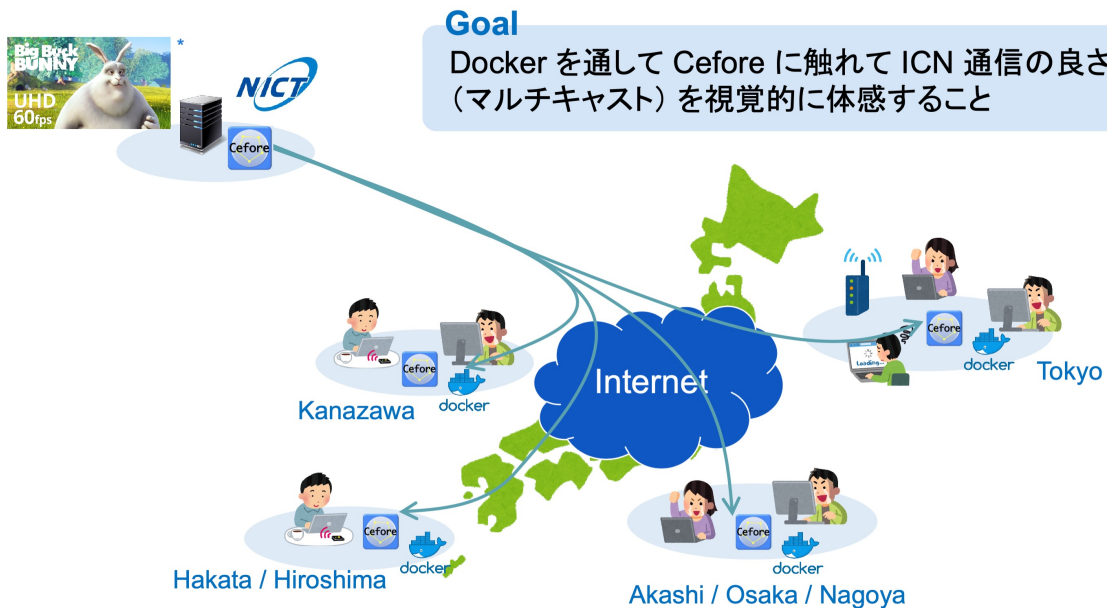 Goal
Docker を通して Cefore に触れて ICN 通信の良さ
（マルチキャスト）を視覚的に体感すること
Big Buck
BUNNY
UHD
60fps
*
NICT
Cefore
Cefore
docker
Kanazawa
Internet
Loading...
Cefore
docker
Tokyo
Cefore
docker
Hakata / Hiroshima
Cefore
docker
Akashi / Osaka / Nagoya